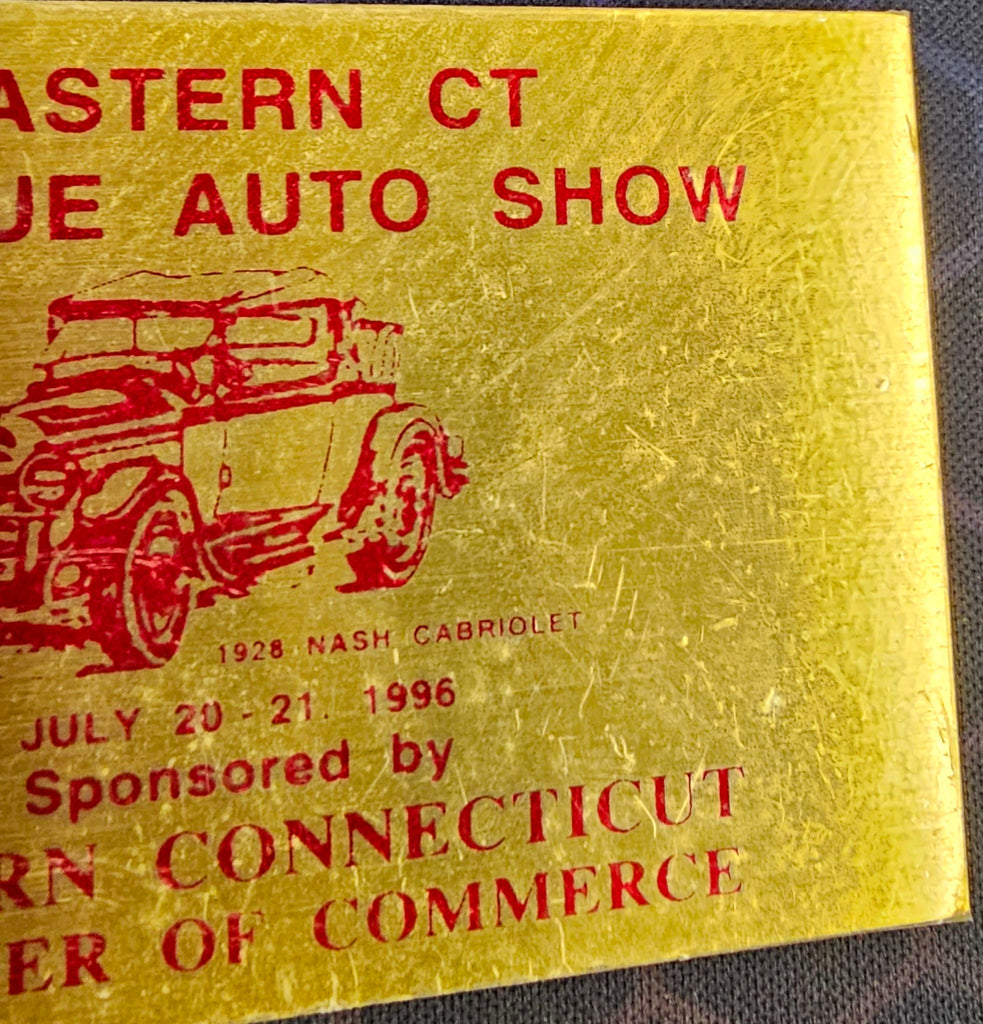 ASTERN CT
UE AUTO SHOW
1928 NASH CABRIOLET
JULY 20-21, 1996
Sponsored by
RN CONNECTICUT
ER OF COMMERCE